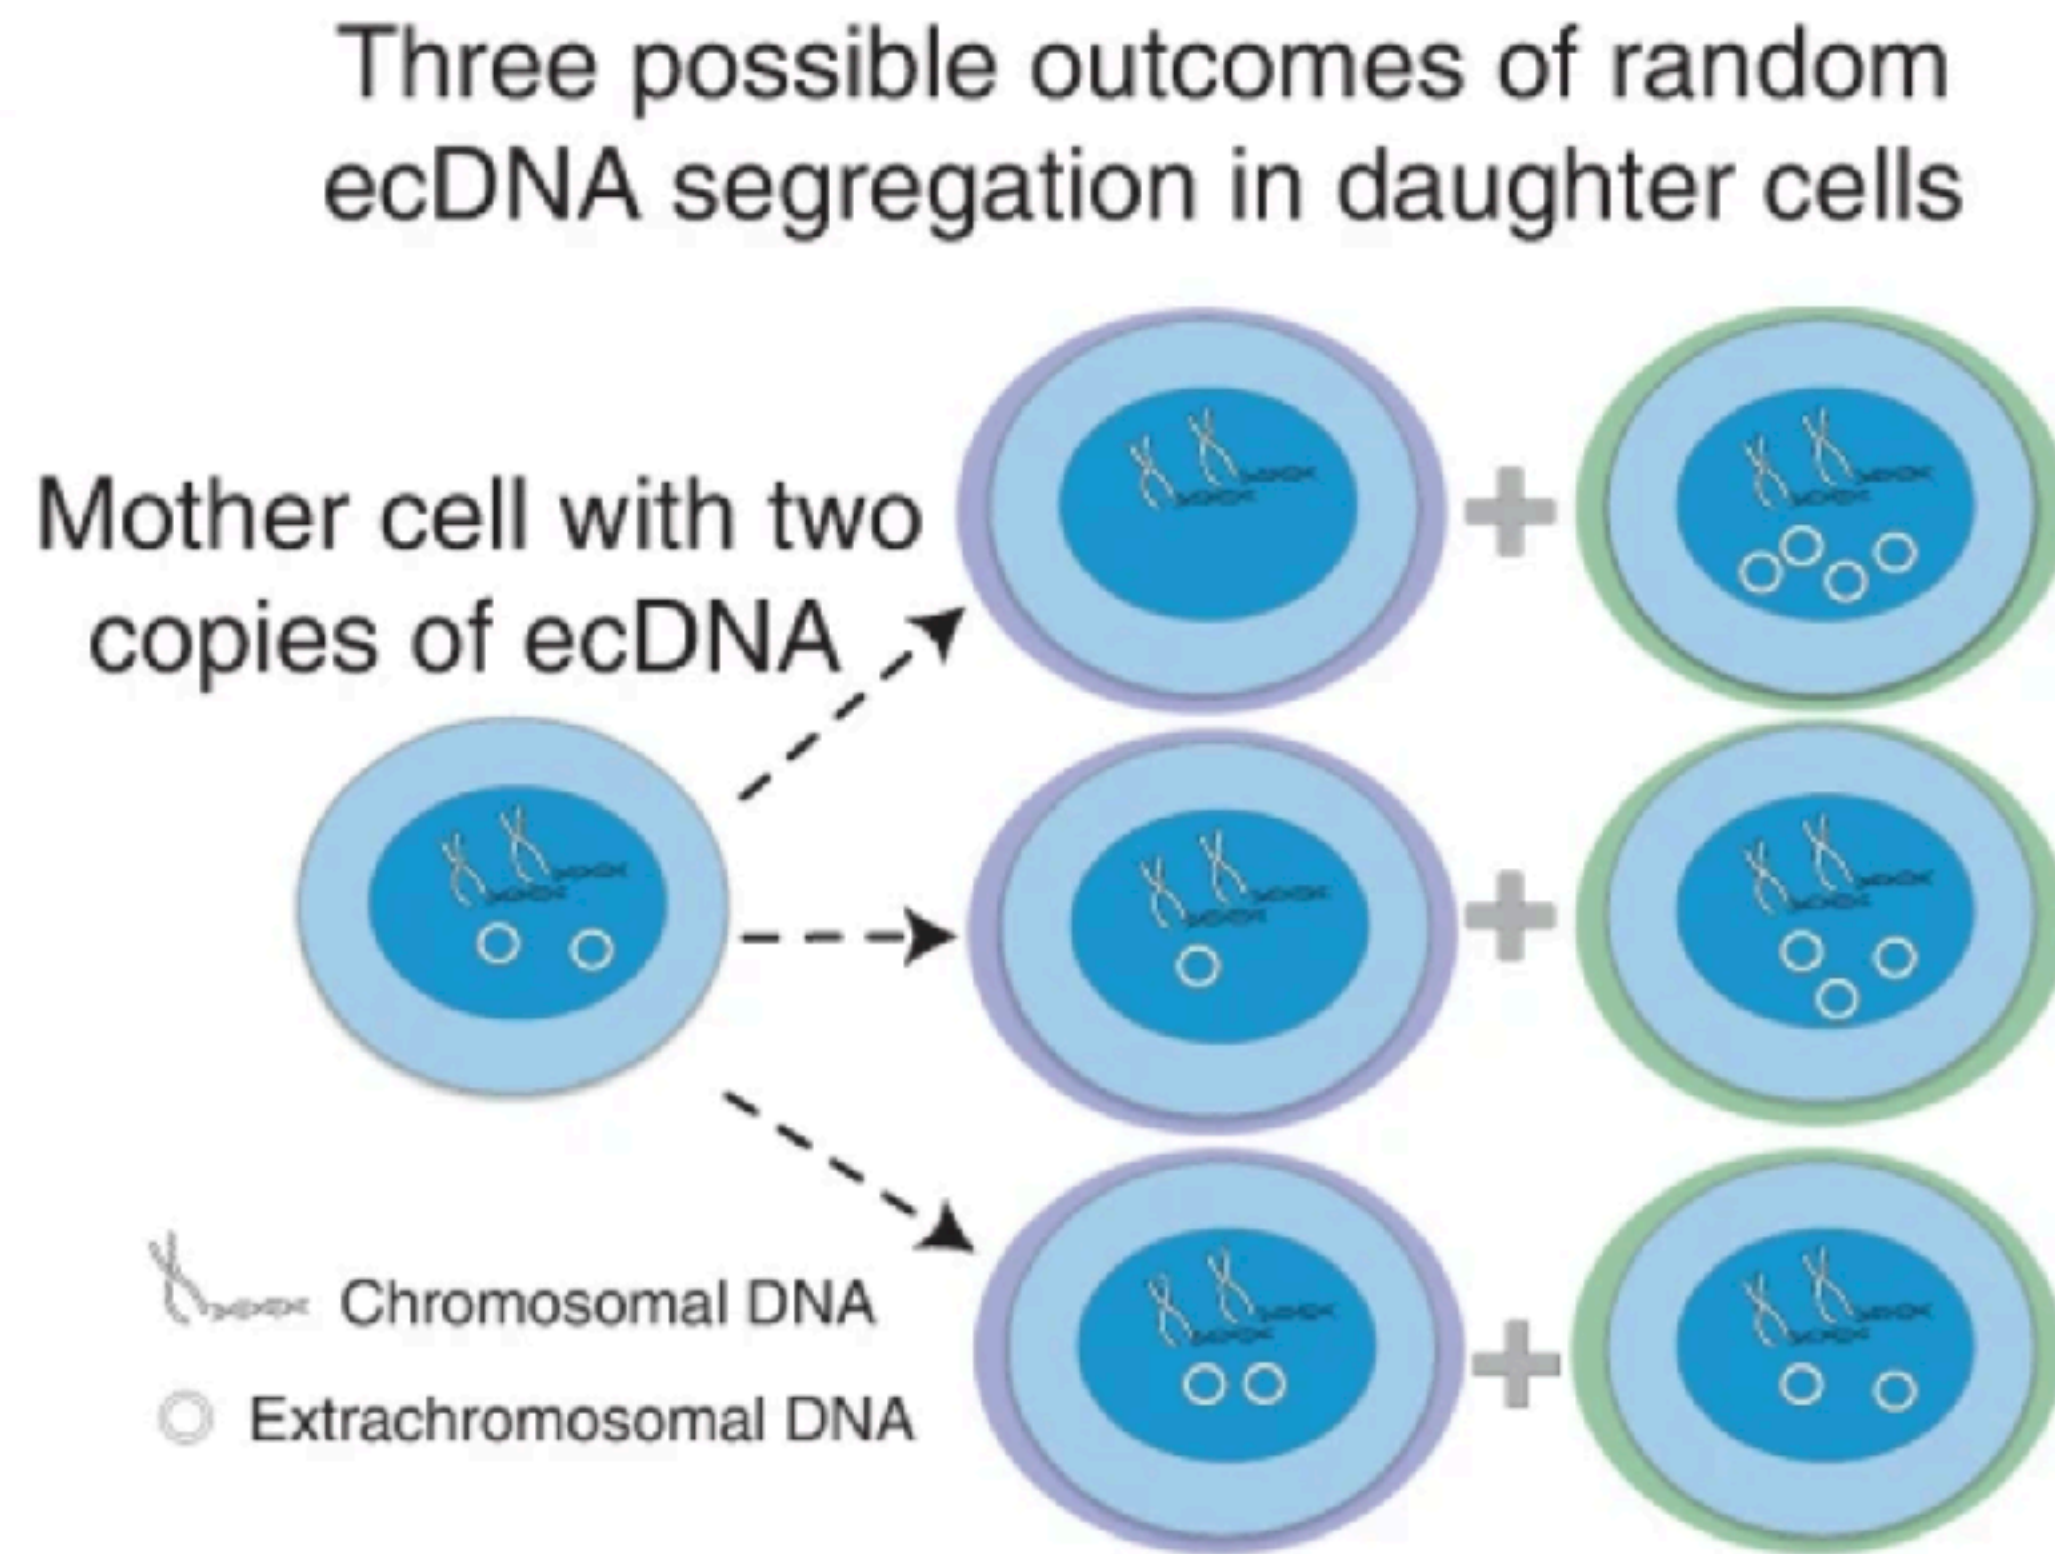 Three possible outcomes of random
ecDNA segregation in daughter cells
Mother cell with two
copies of ecDNA
Chromosomal DNA
Extrachromosomal DNA